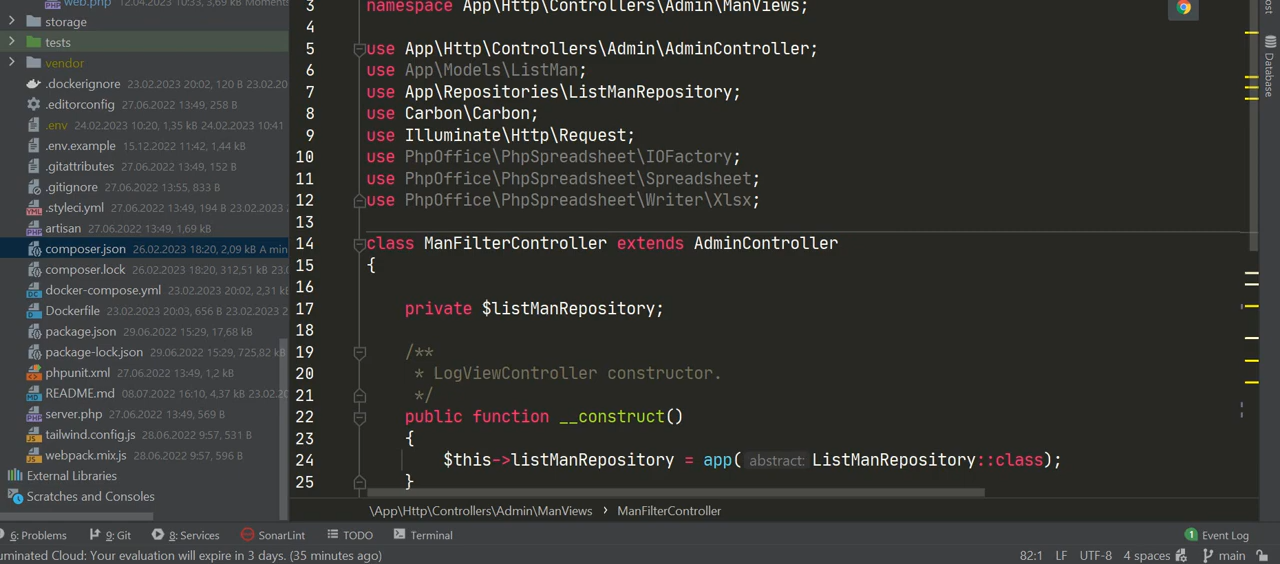 web.php 12.04.2023 10:33, 3,69 kB Moments
storage
tests
vendor
.dockerignore 23.02.2023 20:02, 120 B 23.02.20
.editorconfig 27.06.2022 13:49, 258 B
.env 24.02.2023 10:20, 1,35 kB 24.02.2023 10:41
.env.example 15.12.2022 11:42, 1,44 kB
.gitattributes 27.06.2022 13:49, 152 B
.gitignore 27.06.2022 13:55, 833 B
.styleci.yml 27.06.2022 13:49, 194 B 23.02.2023
artisan 27.06.2022 13:49, 1,69 kB
composer.json 26.02.2023 18:20, 2,09 kB A min
composer.lock 26.02.2023 18:20, 312,51 kB 23.0
docker-compose.yml 23.02.2023 20:02, 2,31 k
Dockerfile 23.02.2023 20:03, 656 B 23.02.2023 2
package.json 29.06.2022 15:29, 17,68 kB
package-lock.json 29.06.2022 15:29, 725,82 kB
phpunit.xml 27.06.2022 13:49, 1,2 kB
README.md 08.07.2022 16:10, 4,37 kB 23.02.20
server.php 27.06.2022 13:49, 569 B
tailwind.config.js 28.06.2022 9:57, 531 B
webpack.mix.js 28.06.2022 9:57, 596 B
External Libraries
Scratches and Consoles
3 namespace App\Http\Controllers\Admin\ManViews;
4
5 use App\Http\Controllers\Admin\AdminController;
6 use App\Models\ListMan;
7 use App\Repositories\ListManRepository;
8 use Carbon\Carbon;
9 use Illuminate\Http\Request;
10 use PhpOffice\PhpSpreadsheet\IOFactory;
11 use PhpOffice\PhpSpreadsheet\Spreadsheet;
12 use PhpOffice\PhpSpreadsheet\Writer\Xlsx;
13
14 class ManFilterController extends AdminController
15 {
16
17 private $listManRepository;
18
19 /**
20 * LogViewController constructor.
21 */
22 public function __construct()
23 {
24 $this->listManRepository = app( abstract: ListManRepository::class);
25 }
\App\Http\Controllers\Admin\ManViews › ManFilterController
Database
6: Problems 9: Git 8: Services SonarLint TODO Terminal 1 Event Log
uminated Cloud: Your evaluation will expire in 3 days. (35 minutes ago) 82:1 LF UTF-8 4 spaces main